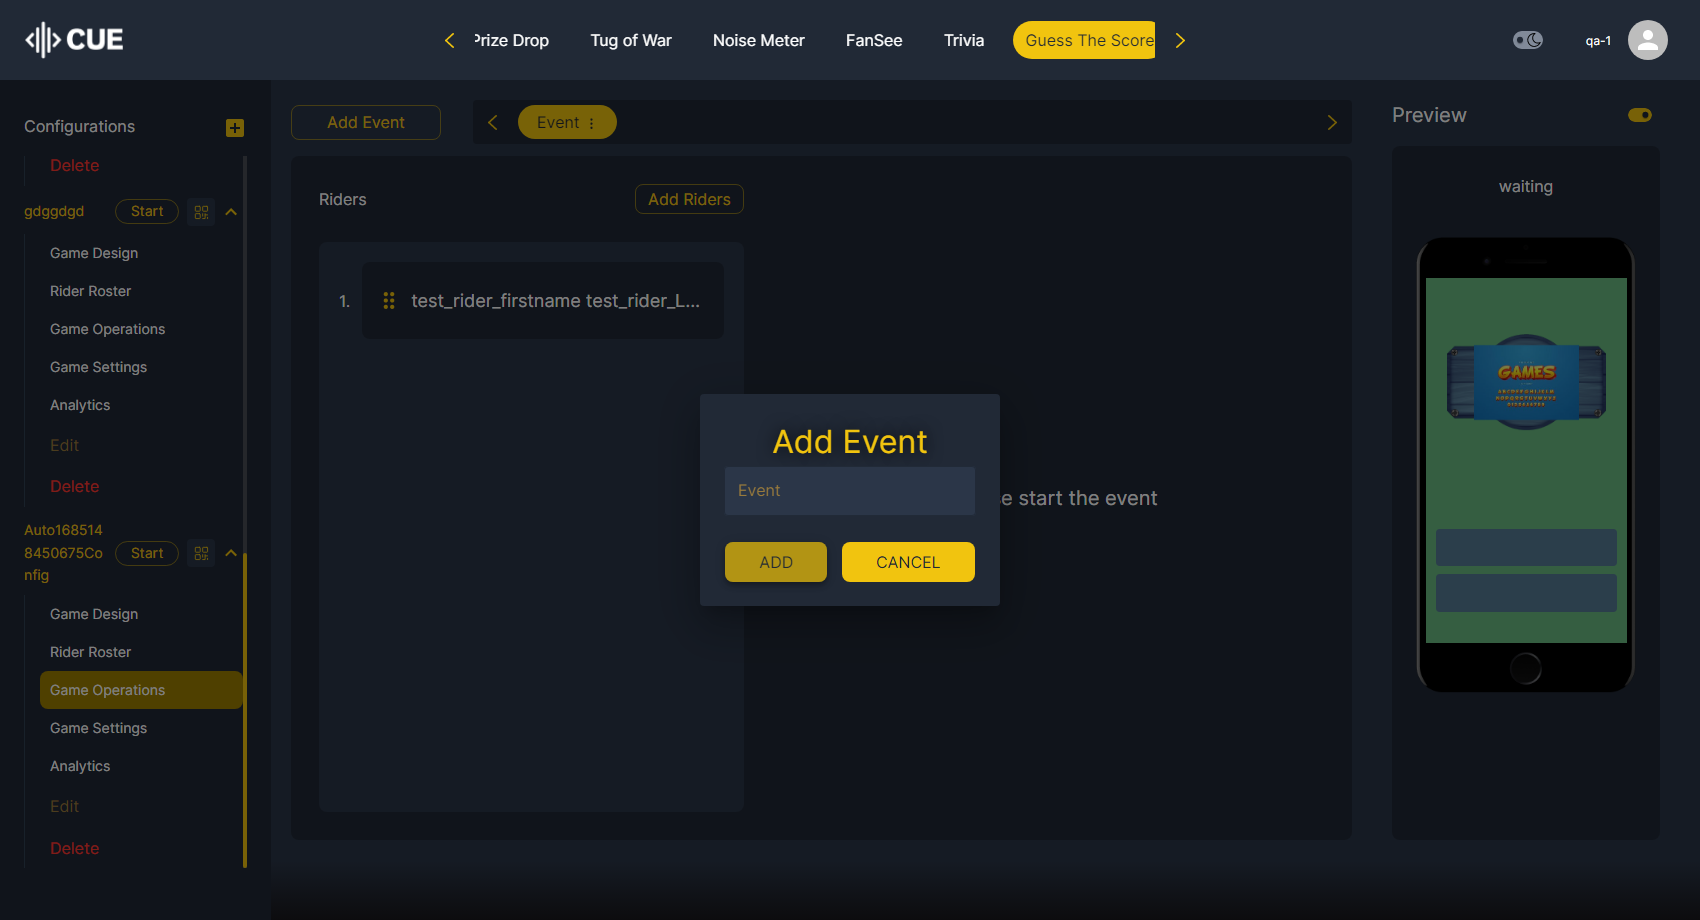 CUE
Prize Drop
Tug of War
Noise Meter
FanSee
Trivia
Guess The Score
qa-1
Configurations
Delete
gdggdgd
Start
Game Design
Rider Roster
Game Operations
Game Settings
Analytics
Edit
Delete
Auto168514
8450675Co
nfig
Start
Game Design
Rider Roster
Game Operations
Game Settings
Analytics
Edit
Delete
Add Event
Event
Riders
Add Riders
1.
test_rider_firstname test_rider_L...
start the event
Add Event
Event
ADD
CANCEL
Preview
waiting
GAMES